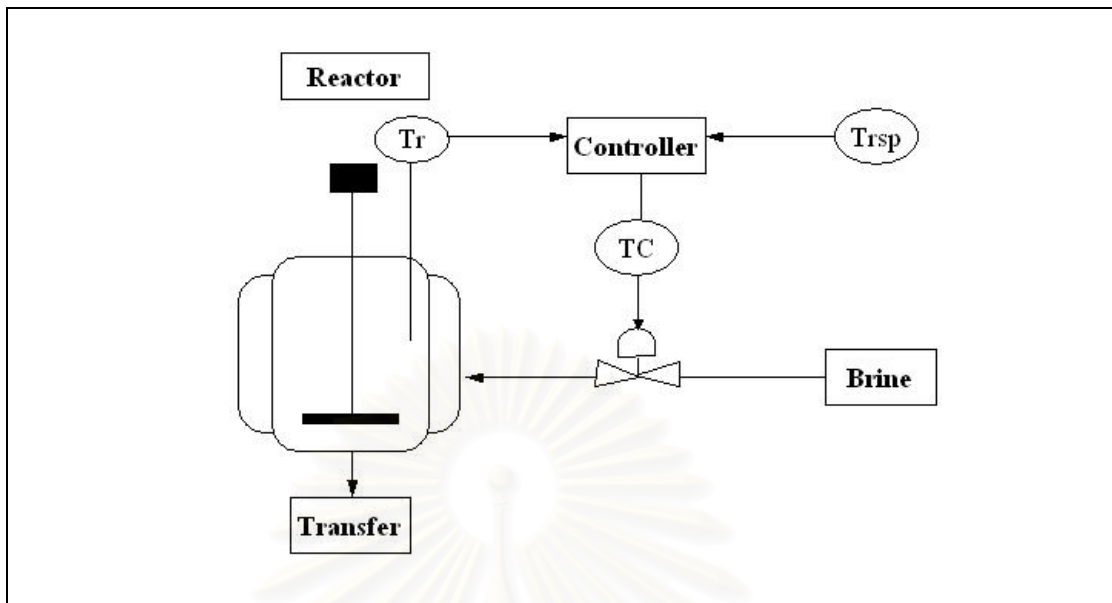 Reactor
Tr
Controller
Trsp
TC
Brine
Transfer